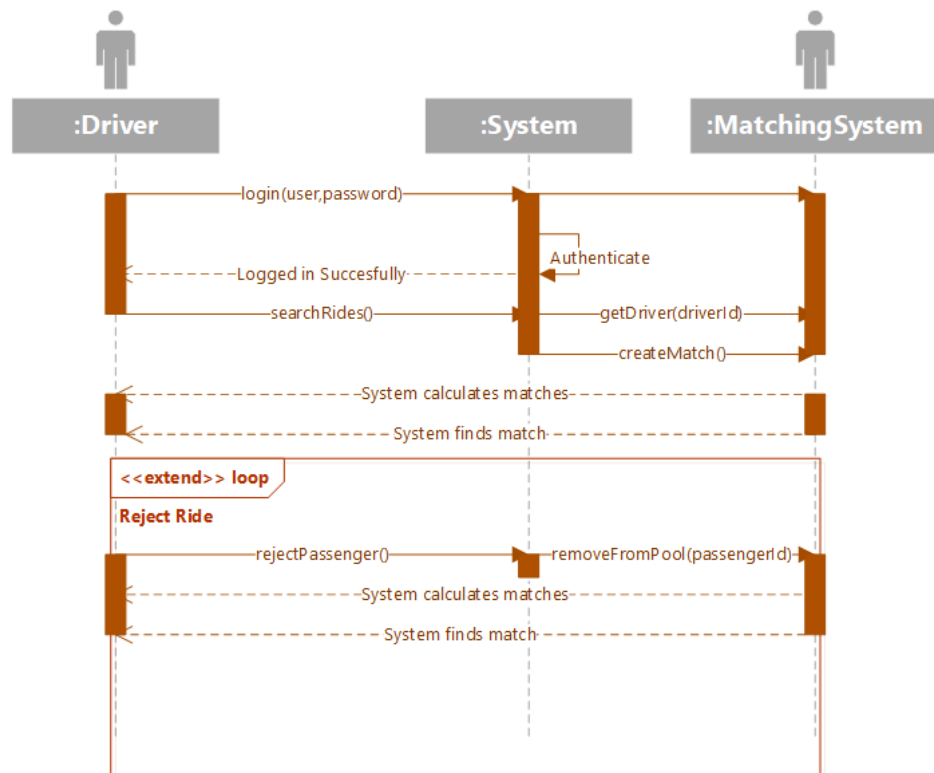 :Driver
:System
:MatchingSystem
login(user,password)
Authenticate
Logged in Succesfully
searchRides()
getDriver(driverId)
createMatch()
System calculates matches
System finds match
<<extend>> loop
Reject Ride
rejectPassenger()
removeFromPool(passengerId)
System calculates matches
System finds match